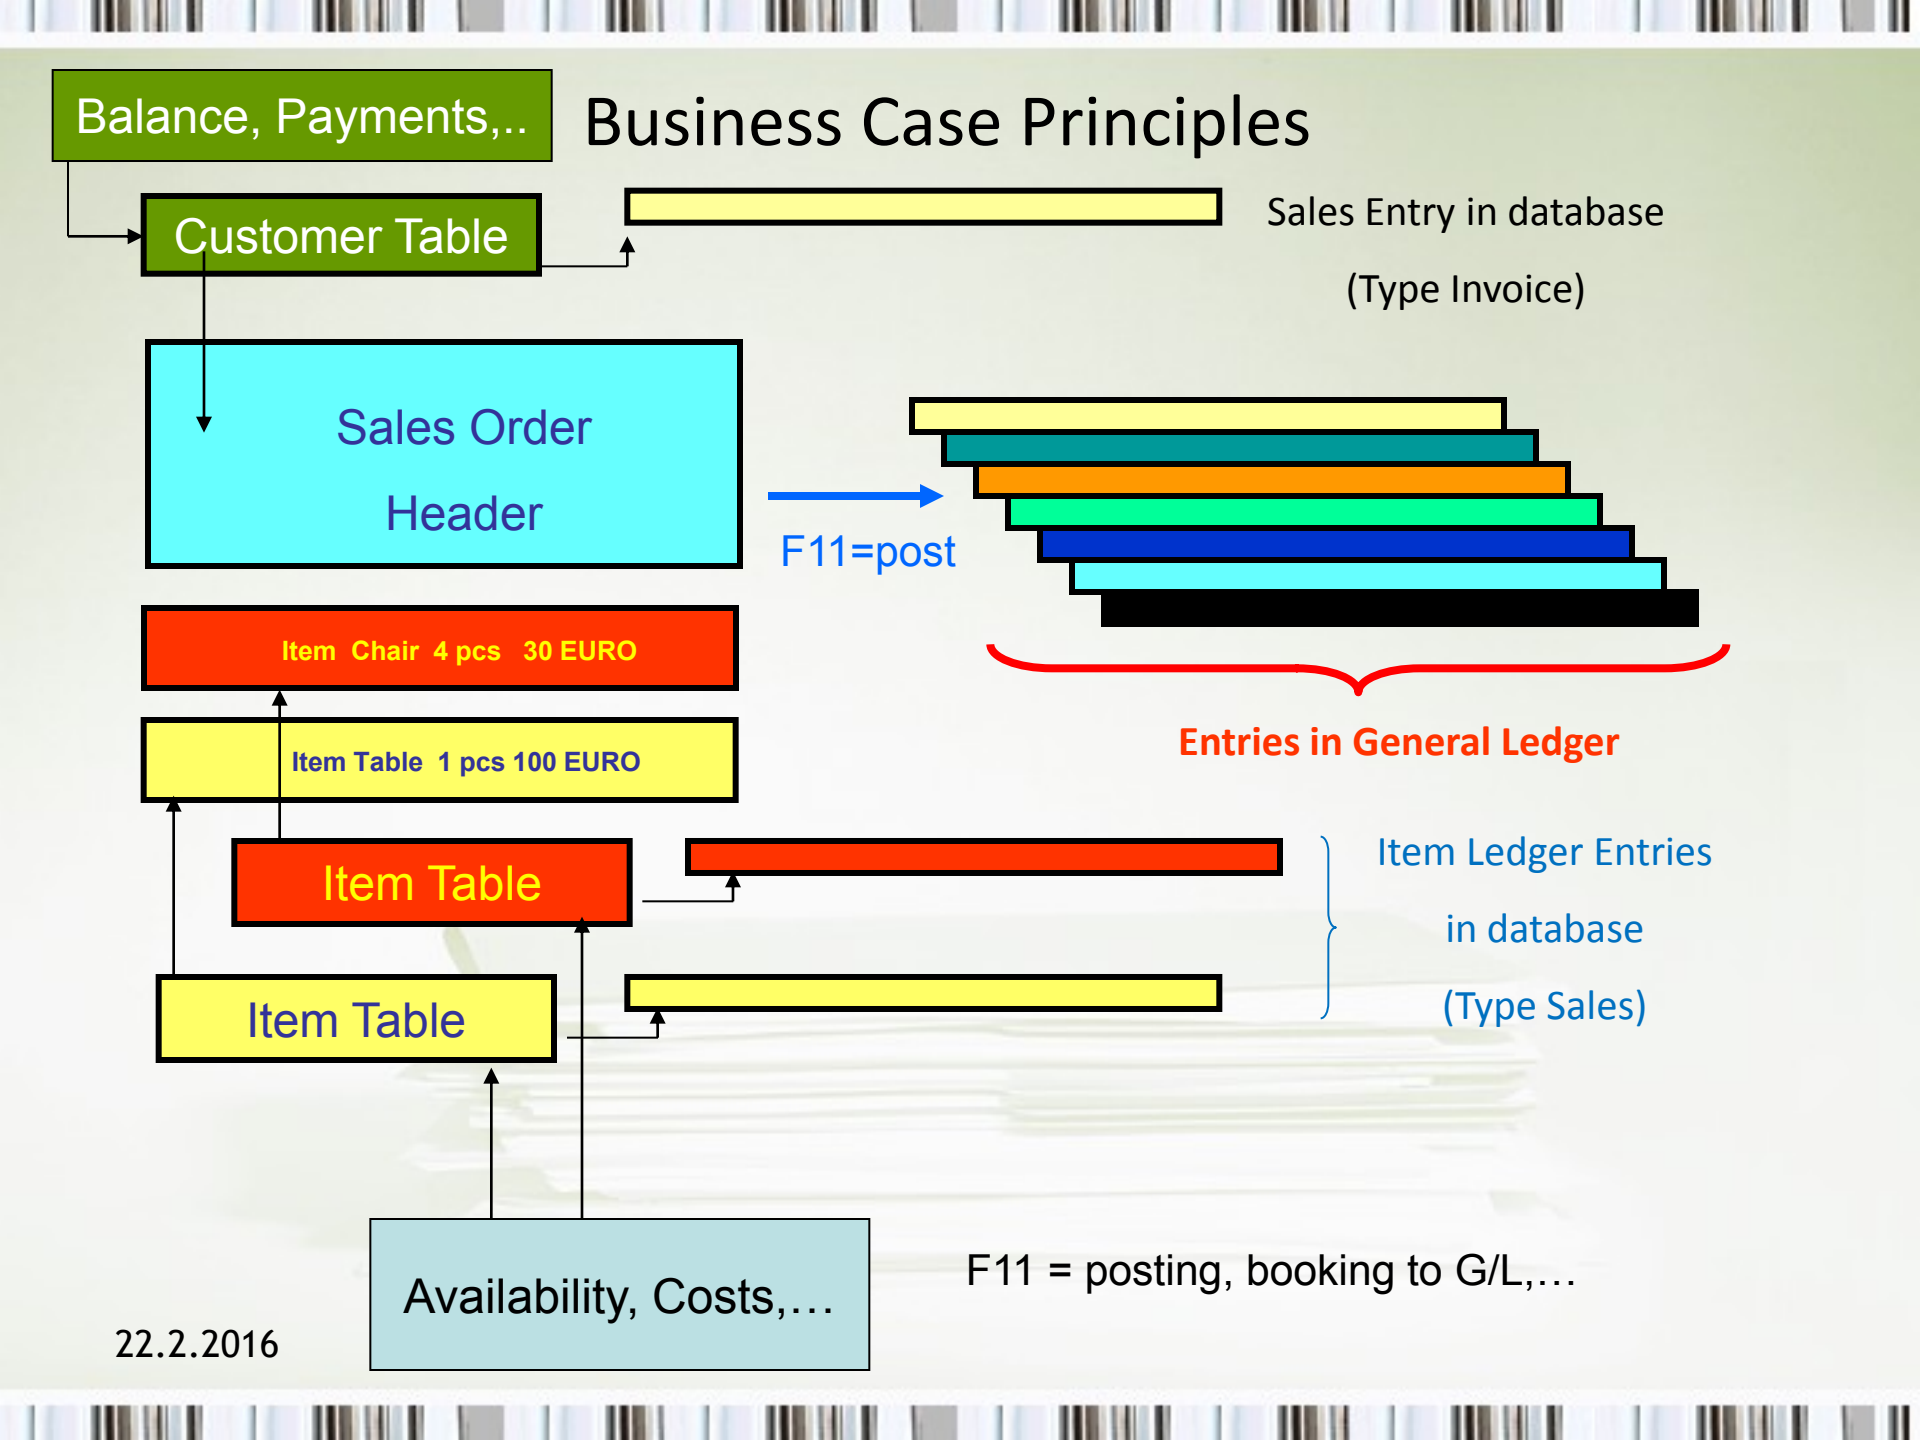 Balance, Payments,..
Business Case Principles
Customer Table
Sales Entry in database
(Type Invoice)
Sales Order
Header
F11=post
Item  Chair  4 pcs   30 EURO
Item Table  1 pcs 100 EURO
Entries in General Ledger
Item Table
Item Ledger Entries
in database
(Type Sales)
Item Table
Availability, Costs,…
F11 = posting, booking to G/L,…
22.2.2016